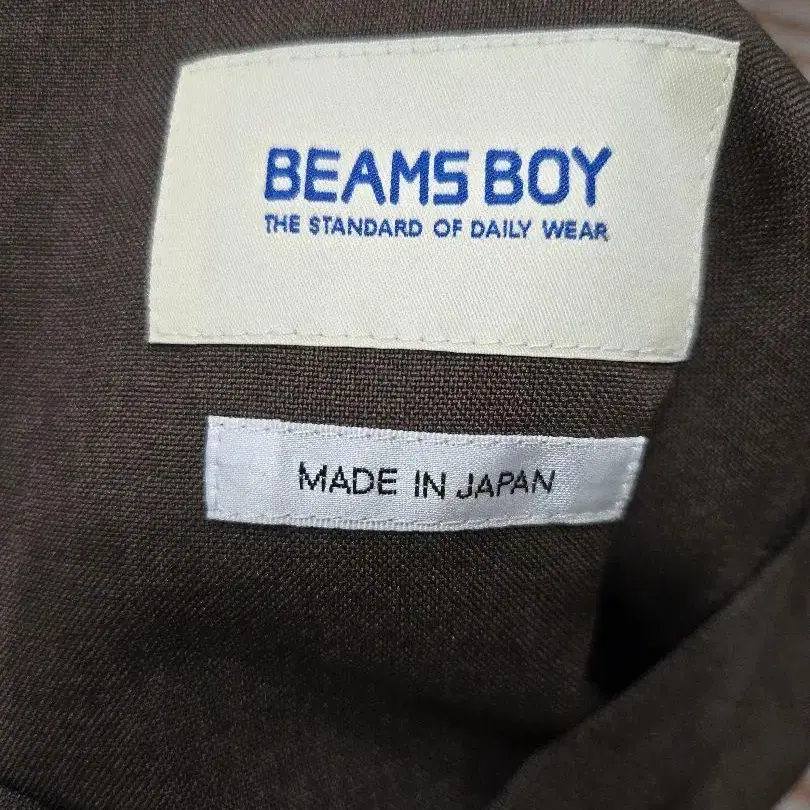 BEAMS BOY
THE STANDARD OF DAILY WEAR
MADE IN JAPAN